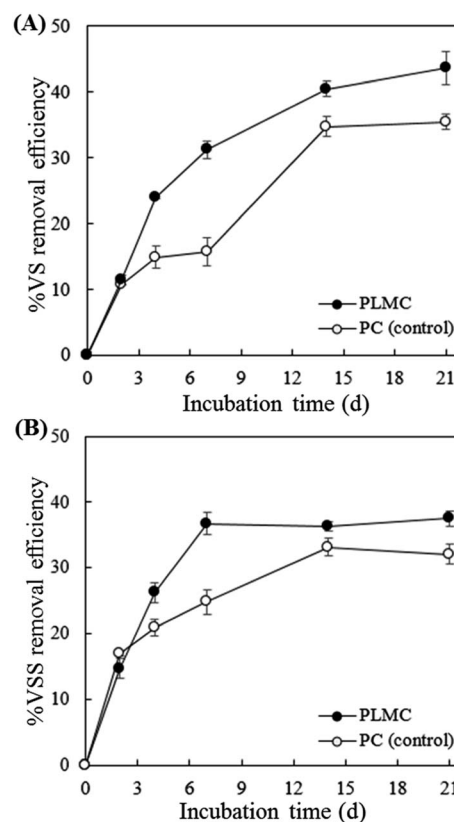 (A)
50
40
30
20
10
0
%VS removal efficiency
PLMC
PC (control)
0 3 6 9 12 15 18 21
Incubation time (d)
(B)
50
40
30
20
10
0
%VSS removal efficiency
PLMC
PC (control)
0 3 6 9 12 15 18 21
Incubation time (d)